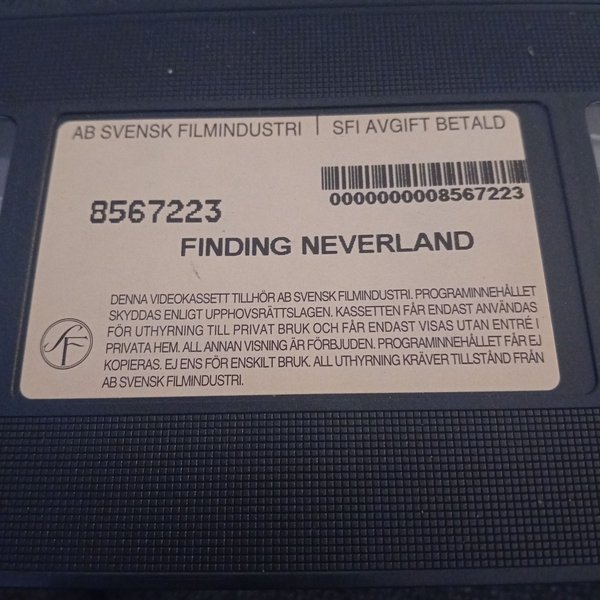 AB SVENSK FILMINDUSTRI | SFI AVGIFT BETALD
8567223
0000000008567223
FINDING NEVERLAND
SF
DENNA VIDEOKASSETT TILLHÖR AB SVENSK FILMINDUSTRI. PROGRAMINNEHÅLLET
SKYDDAS ENLIGT UPPHOVSRÄTTSLAGEN. KASSETTEN FÅR ENDAST ANVÄNDAS
FÖR UTHYRNING TILL PRIVAT BRUK OCH FÅR ENDAST VISAS UTAN ENTRÉ I
PRIVATA HEM. ALL ANNAN VISNING ÄR FÖRBJUDEN. PROGRAMINNEHÅLLET FÅR EJ
KOPIERAS. EJ ENS FÖR ENSKILT BRUK. ALL UTHYRNING KRÄVER TILLSTÅND FRÅN
AB SVENSK FILMINDUSTRI.